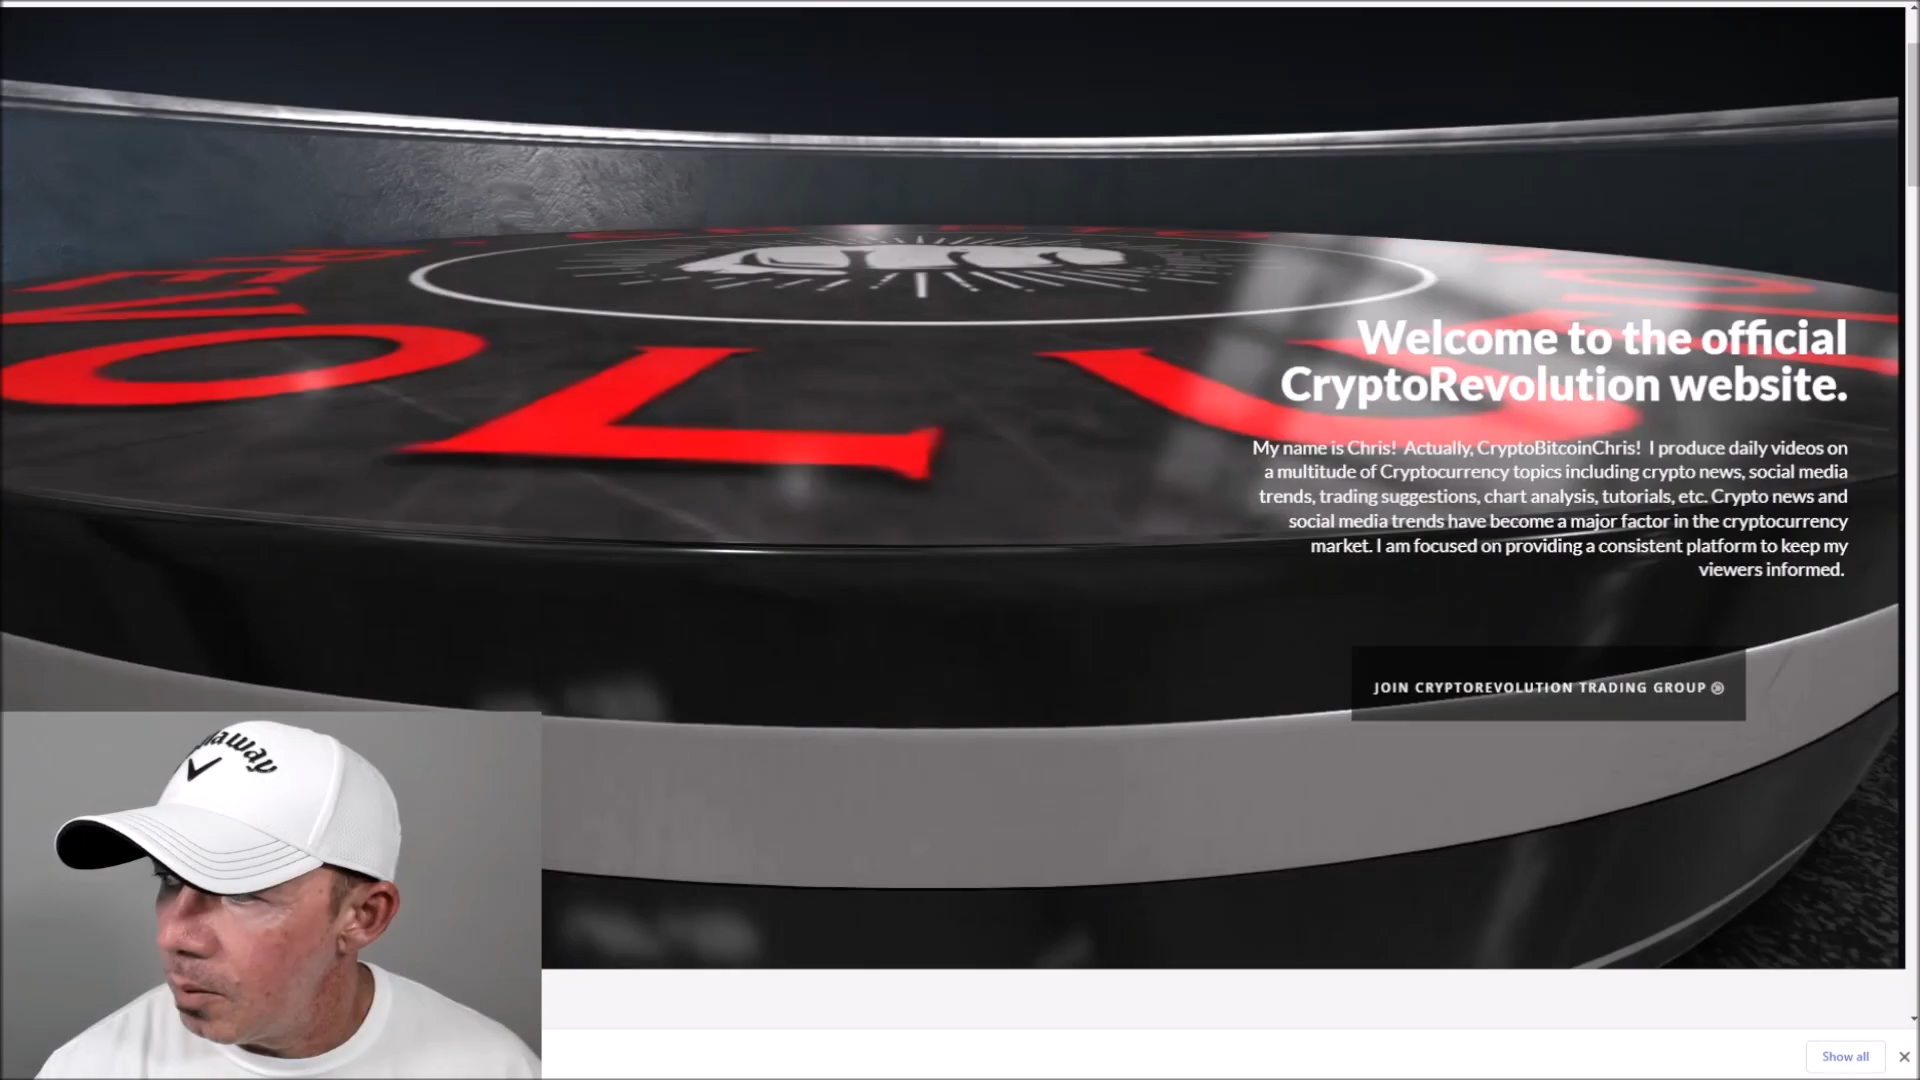 REVOLU
Welcome to the official
CryptoRevolution website.
My name is Chris!  Actually, CryptoBitcoinChris!  I produce daily videos on
a multitude of Cryptocurrency topics including crypto news, social media
trends, trading suggestions, chart analysis, tutorials, etc. Crypto news and
social media trends have become a major factor in the cryptocurrency
market. I am focused on providing a consistent platform to keep my
viewers informed.
JOIN CRYPTOREVOLUTION TRADING GROUP
Show all